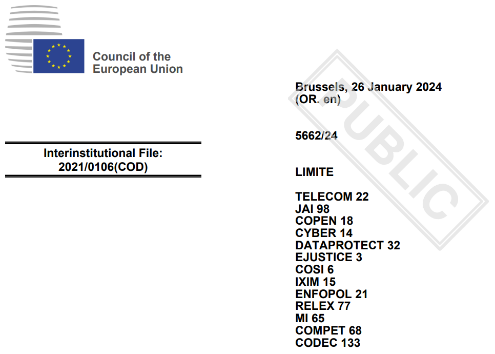 Council of the
European Union
Brussels, 26 January 2024
(OR. en)
5662/24
Interinstitutional File:
2021/0106(COD)
LIMITE
TELECOM 22
JAI 98
COPEN 18
CYBER 14
DATAPROTECT 32
EJUSTICE 3
COSI 6
IXIM 15
ENFOPOL 21
RELEX 77
MI 65
COMPET 68
CODEC 133
PUBLIC